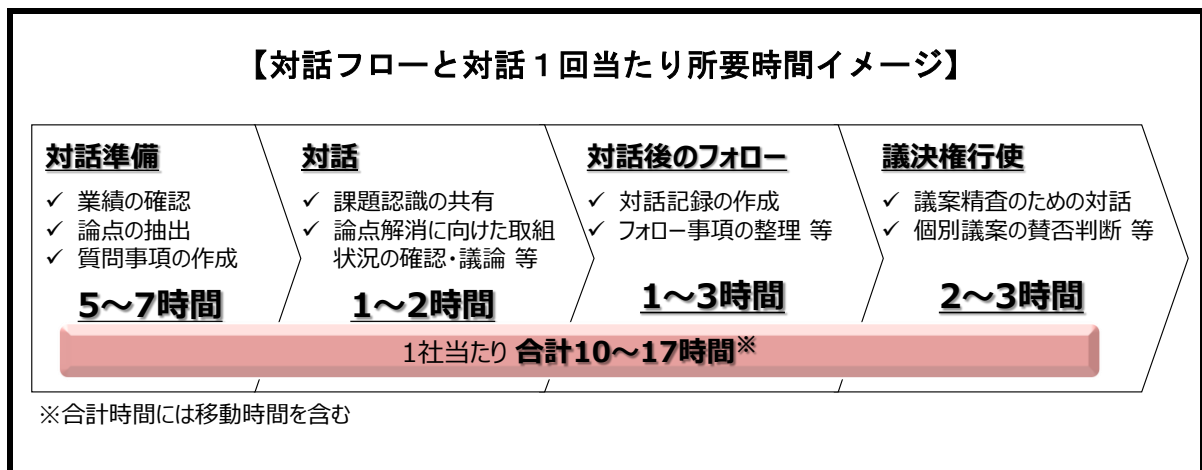 【対話フローと対話１回当たり所要時間イメージ】
対話準備
✓ 業績の確認
✓ 論点の抽出
✓ 質問事項の作成
5～7時間
対話
✓ 課題認識の共有
✓ 論点解消に向けた取組
状況の確認・議論 等
1～2時間
対話後のフォロー
✓ 対話記録の作成
✓ フォロー事項の整理 等
1～3時間
議決権行使
✓ 議案精査のための対話
✓ 個別議案の賛否判断 等
2～3時間
1社当たり 合計10～17時間※
※合計時間には移動時間を含む